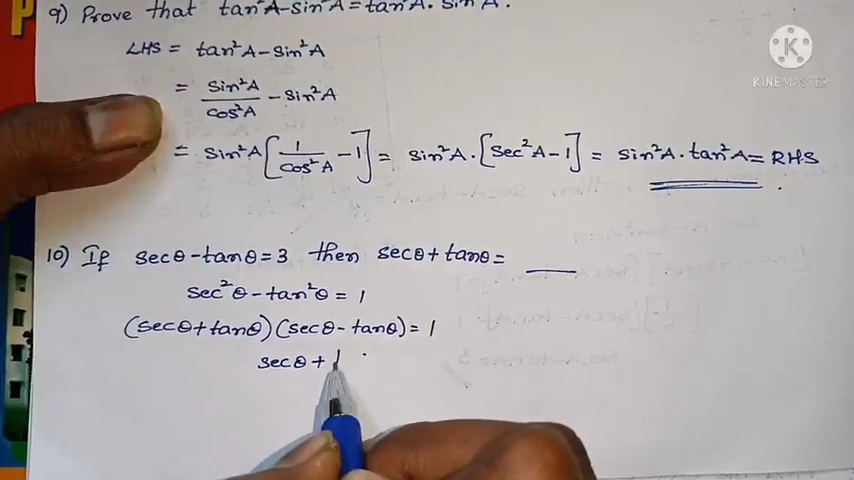 9) Prove that tan²A-sin²A=tan²A. sin²A.
LHS = tan²A-sin²A
= sin²A/cos²A - sin²A
= sin²A[1/cos²A - 1] = sin²A.[sec²A-1] = sin²A.tan²A= RHS
10) If secθ-tanθ=3 then secθ+tanθ= ____
sec²θ-tan²θ = 1
(secθ+tanθ)(secθ-tanθ)= 1
secθ+
K
KINEMASTER
P